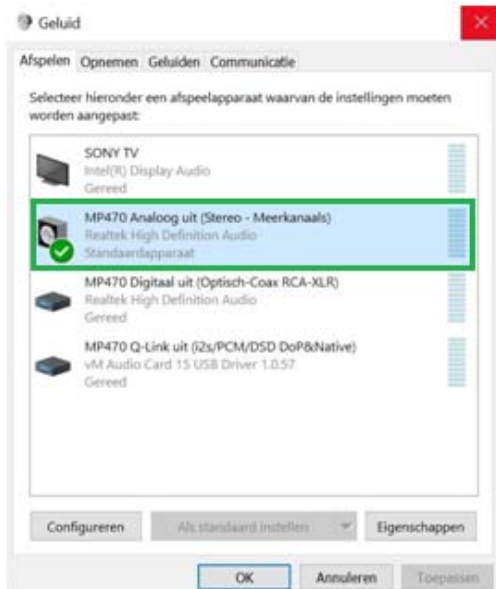 Geluid
Afspelen Opnemen Geluiden Communicatie
Selecteer hieronder een afspeelapparaat waarvan de instellingen moeten
worden aangepast:
SONY TV
Intel(R) Display Audio
Gereed
MP470 Analoog uit (Stereo - Meerkanaals)
Realtek High Definition Audio
Standaardapparaat
MP470 Digitaal uit (Optisch-Coax RCA-XLR)
Realtek High Definition Audio
Gereed
MP470 Q-Link uit (i2s/PCM/DSD DoP&Native)
vM Audio Card 15 USB Driver 1.0.57
Gereed
Configureren Als standaard instellen Eigenschappen
OK Annuleren Toepassen